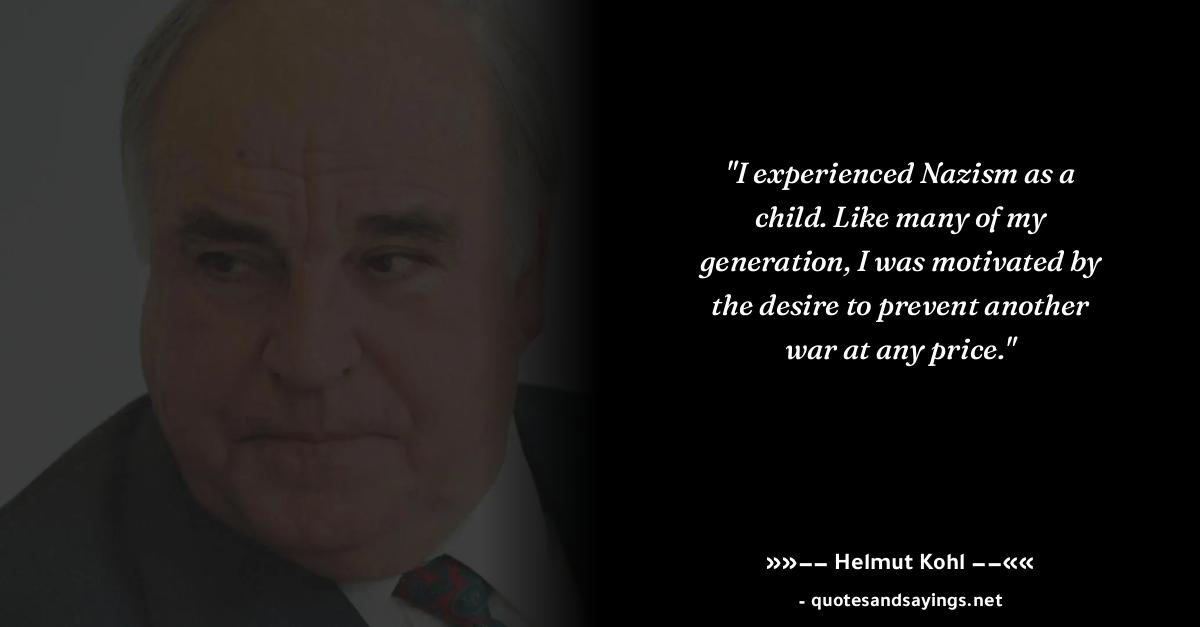 "I experienced Nazism as a
child. Like many of my
generation, I was motivated by
the desire to prevent another
war at any price."
»»−− Helmut Kohl −−««
- quotesandsayings.net